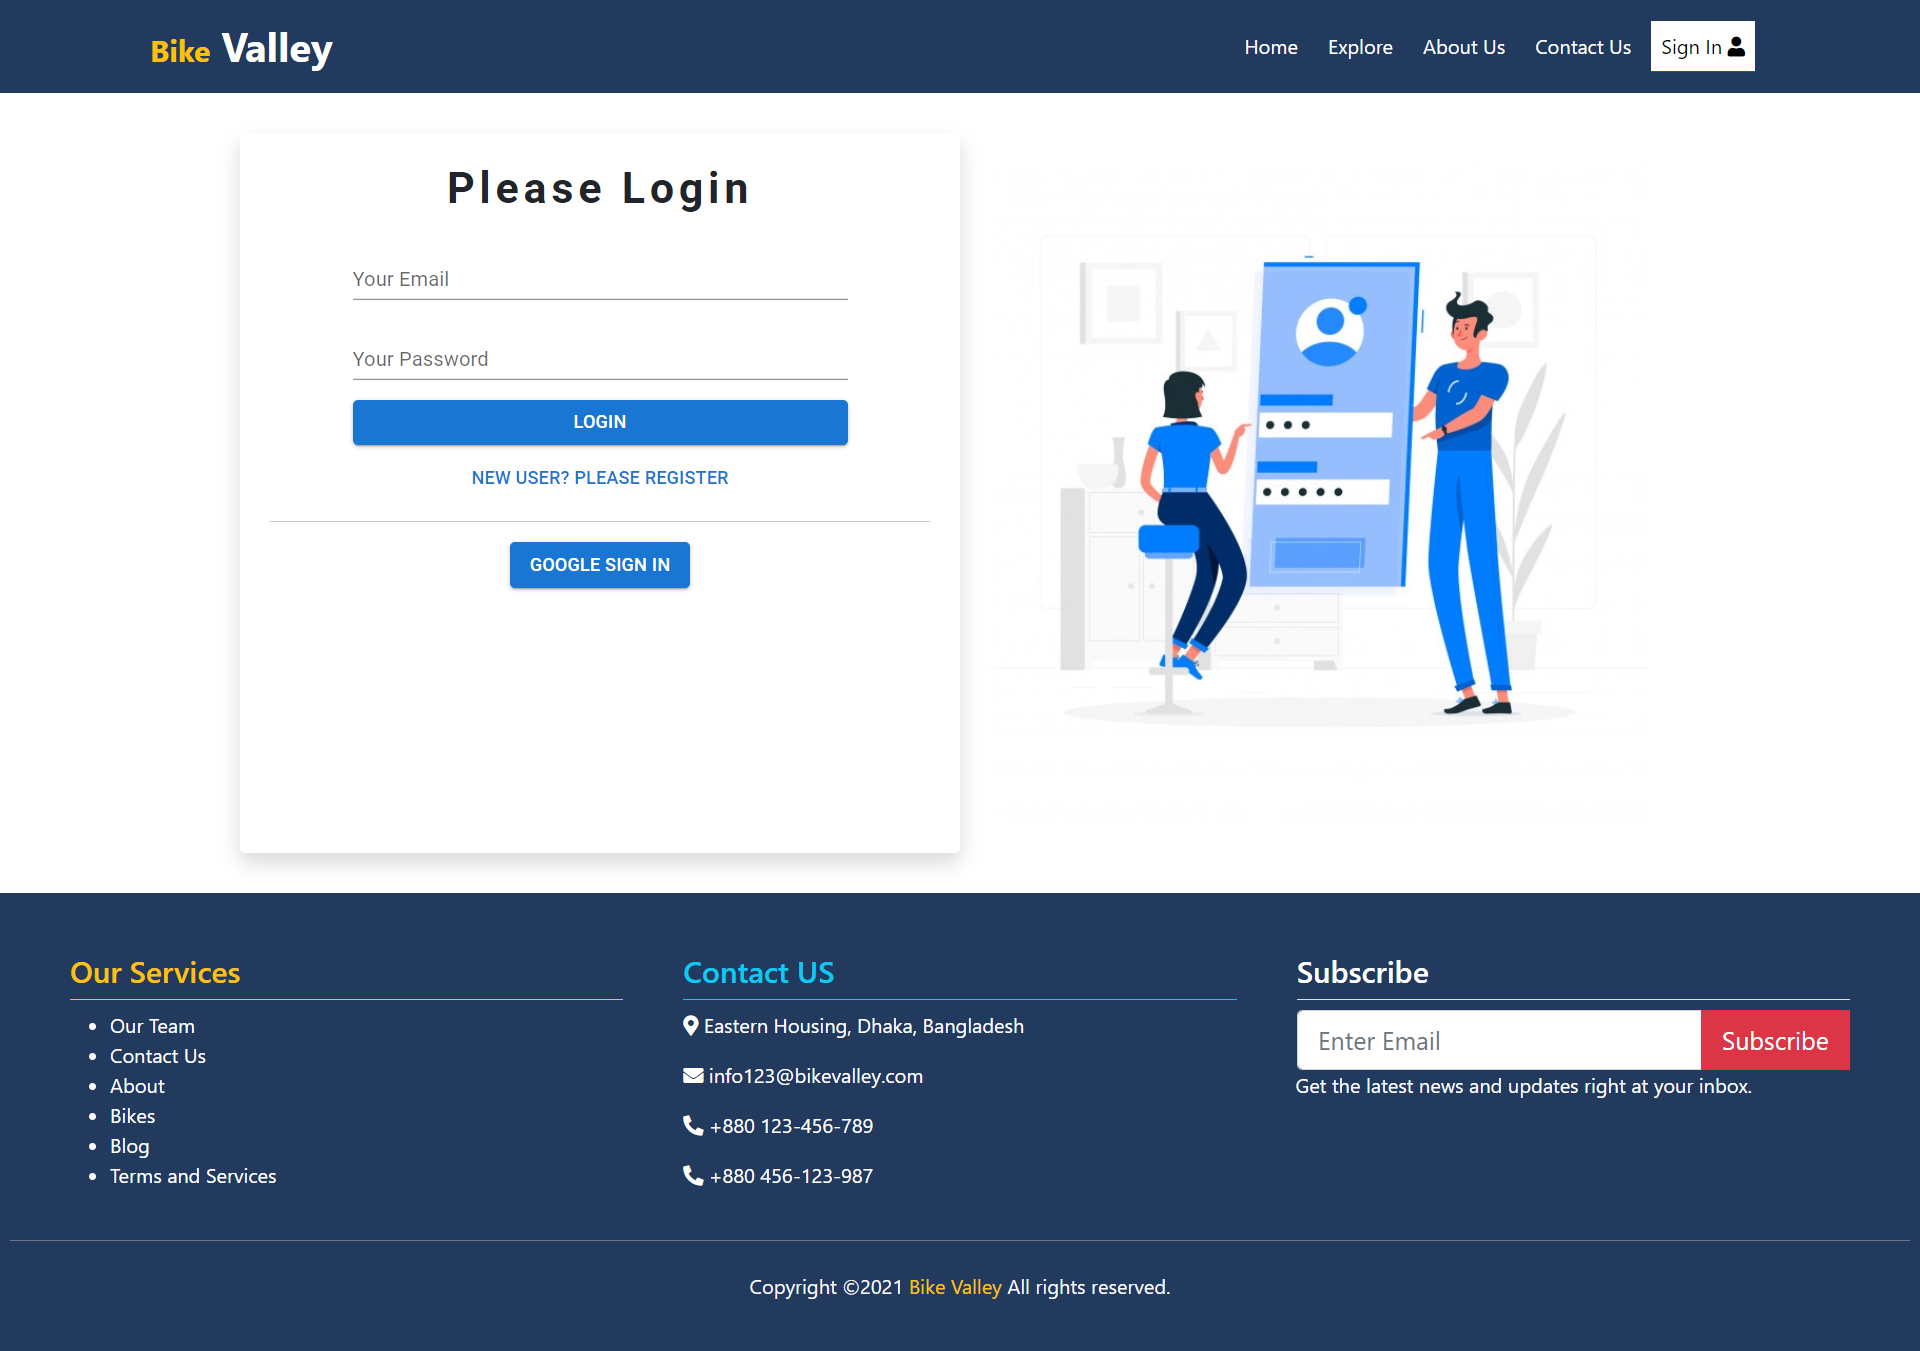 Bike Valley
Home Explore About Us Contact Us Sign In
Please Login
Your Email
Your Password
LOGIN
NEW USER? PLEASE REGISTER
GOOGLE SIGN IN
Our Services
Our Team
Contact Us
About
Bikes
Blog
Terms and Services
Contact US
Eastern Housing, Dhaka, Bangladesh
info123@bikevalley.com
+880 123-456-789
+880 456-123-987
Subscribe
Enter Email Subscribe
Get the latest news and updates right at your inbox.
Copyright ©2021 Bike Valley All rights reserved.